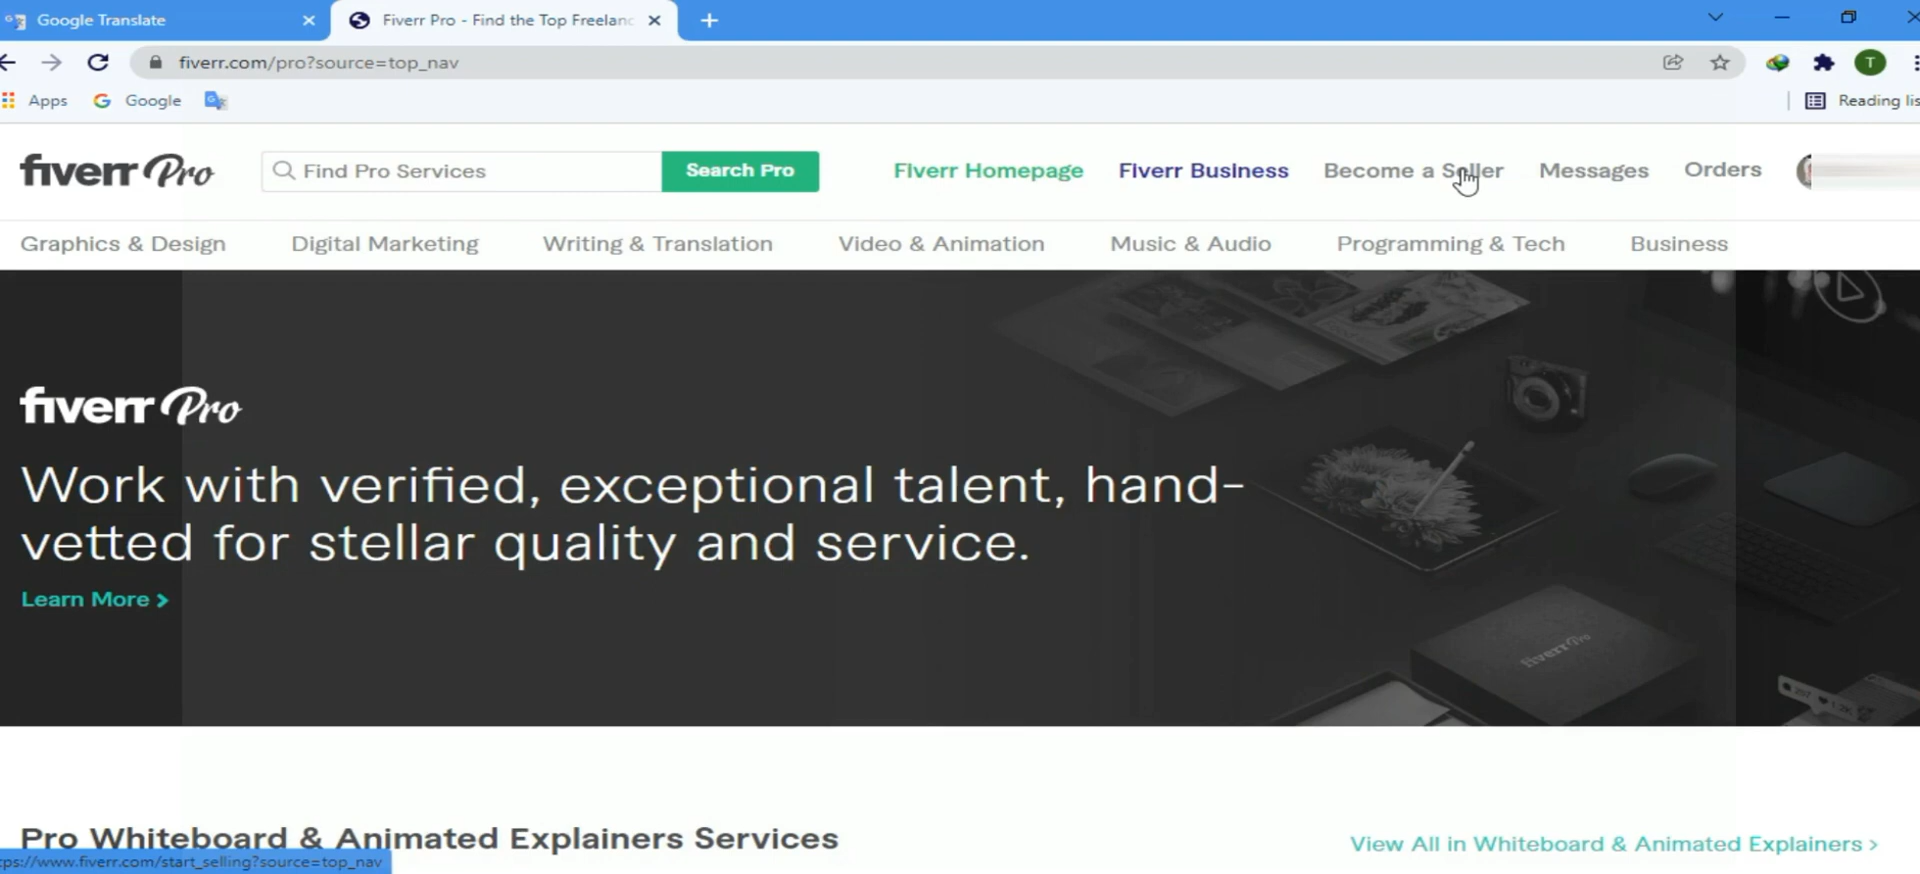 Google Translate
Fiverr Pro - Find the Top Freelanc
fiverr.com/pro?source=top_nav
T
Apps
Google
Reading lis
fiverr Pro
Find Pro Services
Search Pro
Fiverr Homepage
Fiverr Business
Become a Seller
Messages
Orders
Graphics & Design
Digital Marketing
Writing & Translation
Video & Animation
Music & Audio
Programming & Tech
Business
fiverr Pro
Work with verified, exceptional talent, hand-
vetted for stellar quality and service.
Learn More >
fiverr Pro
Pro Whiteboard & Animated Explainers Services
View All in Whiteboard & Animated Explainers >
tps://www.fiverr.com/start_selling?source=top_nav